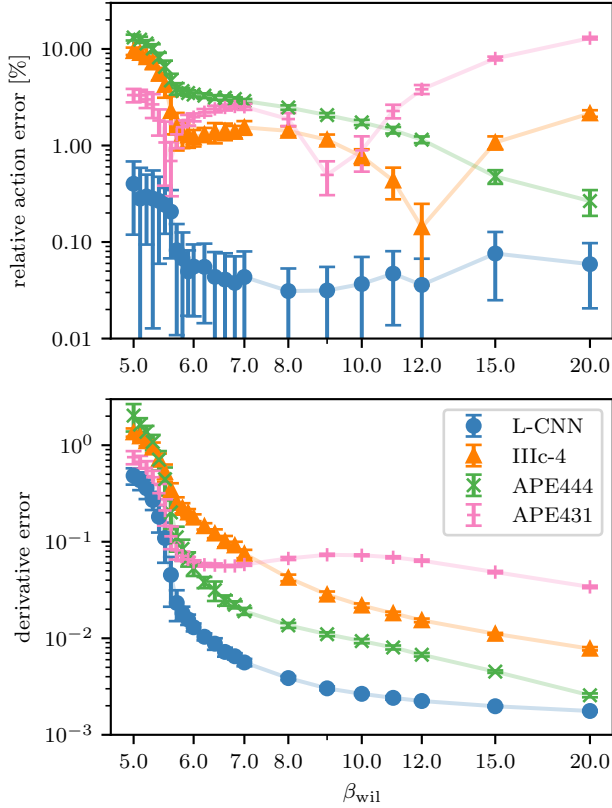 relative action error [%]
10.00
1.00
0.10
0.01
5.0 6.0 7.0 8.0 10.0 12.0 15.0 20.0
derivative error
10⁰
10⁻¹
10⁻²
10⁻³
L-CNN
IIIc-4
APE444
APE431
5.0 6.0 7.0 8.0 10.0 12.0 15.0 20.0
β_wil